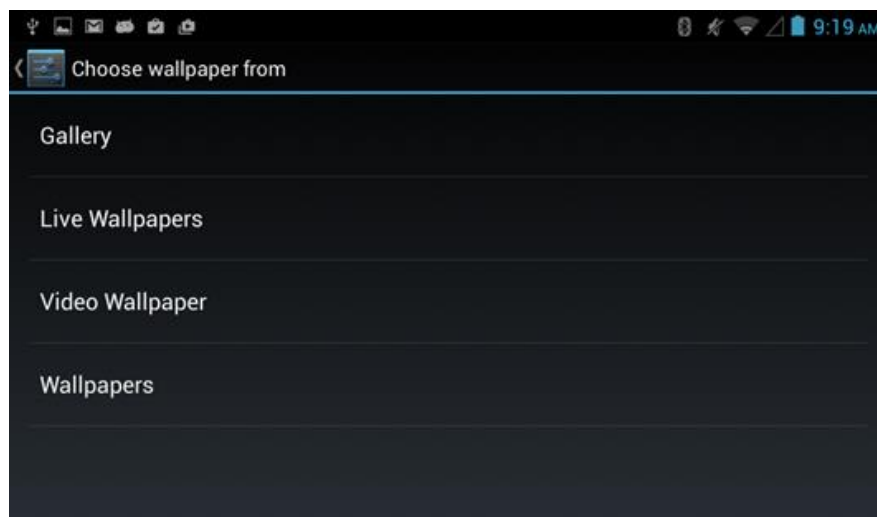 9:19 AM
Choose wallpaper from
Gallery
Live Wallpapers
Video Wallpaper
Wallpapers